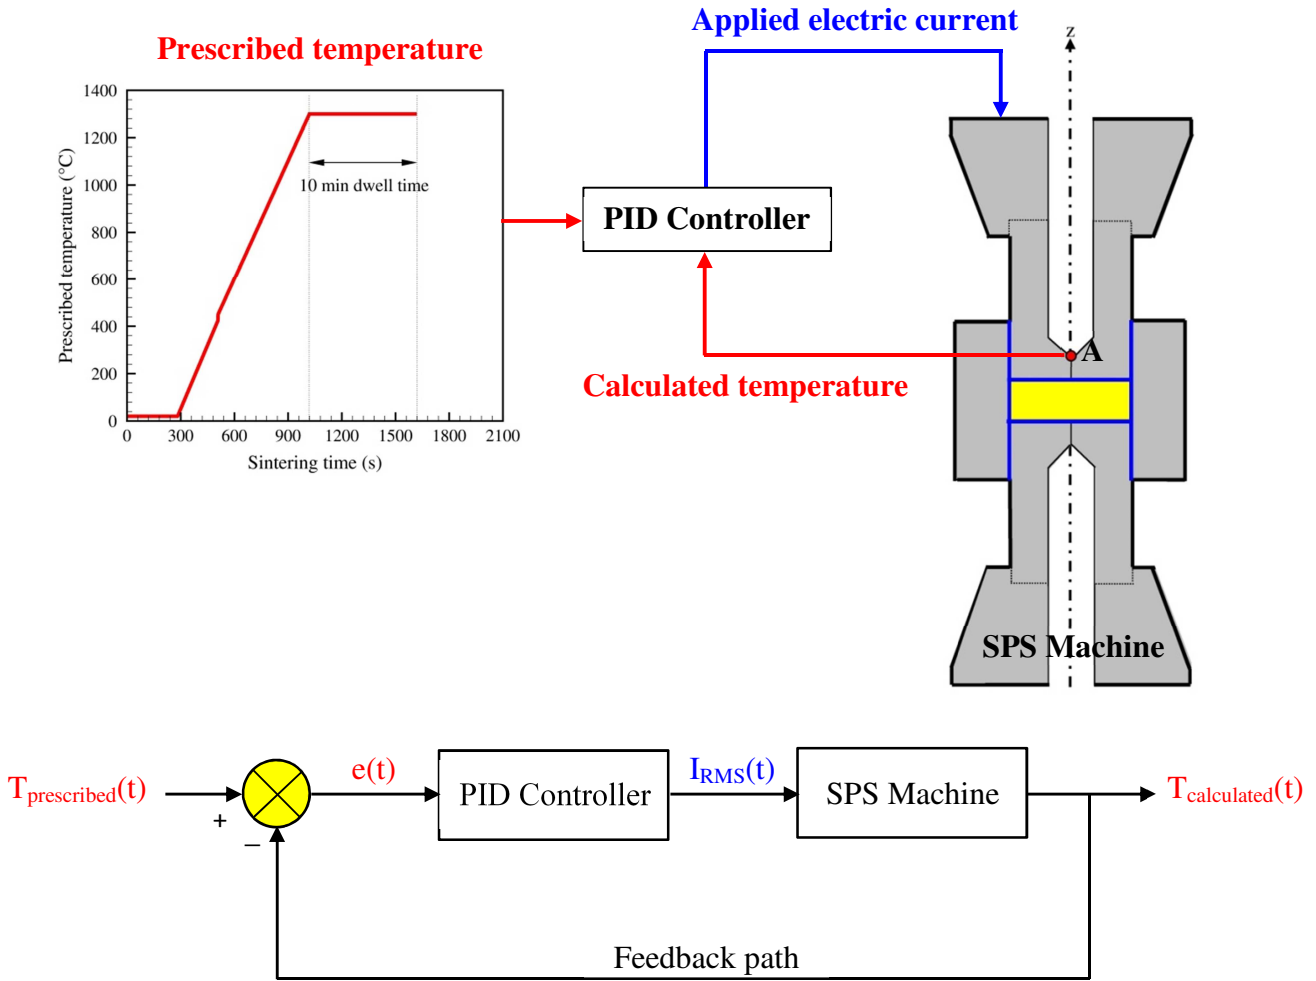 Applied electric current
Prescribed temperature
z
1400
1200
1000
800
600
400
200
0
Prescribed temperature (°C)
10 min dwell time
0 300 600 900 1200 1500 1800 2100
Sintering time (s)
PID Controller
A
Calculated temperature
SPS Machine
Tprescribed(t)
+
−
e(t)
PID Controller
IRMS(t)
SPS Machine
Tcalculated(t)
Feedback path